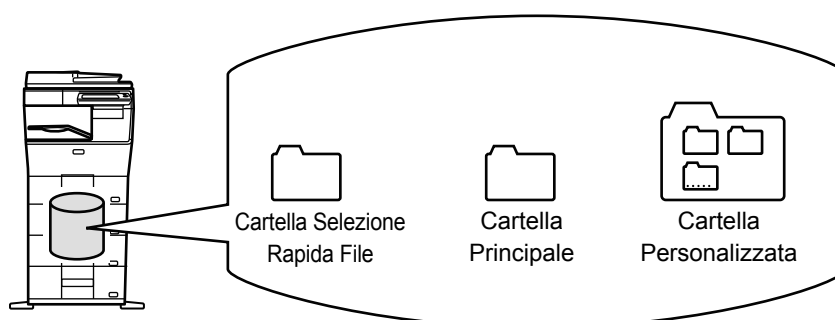 Cartella Selezione
Rapida File
Cartella
Principale
Cartella
Personalizzata